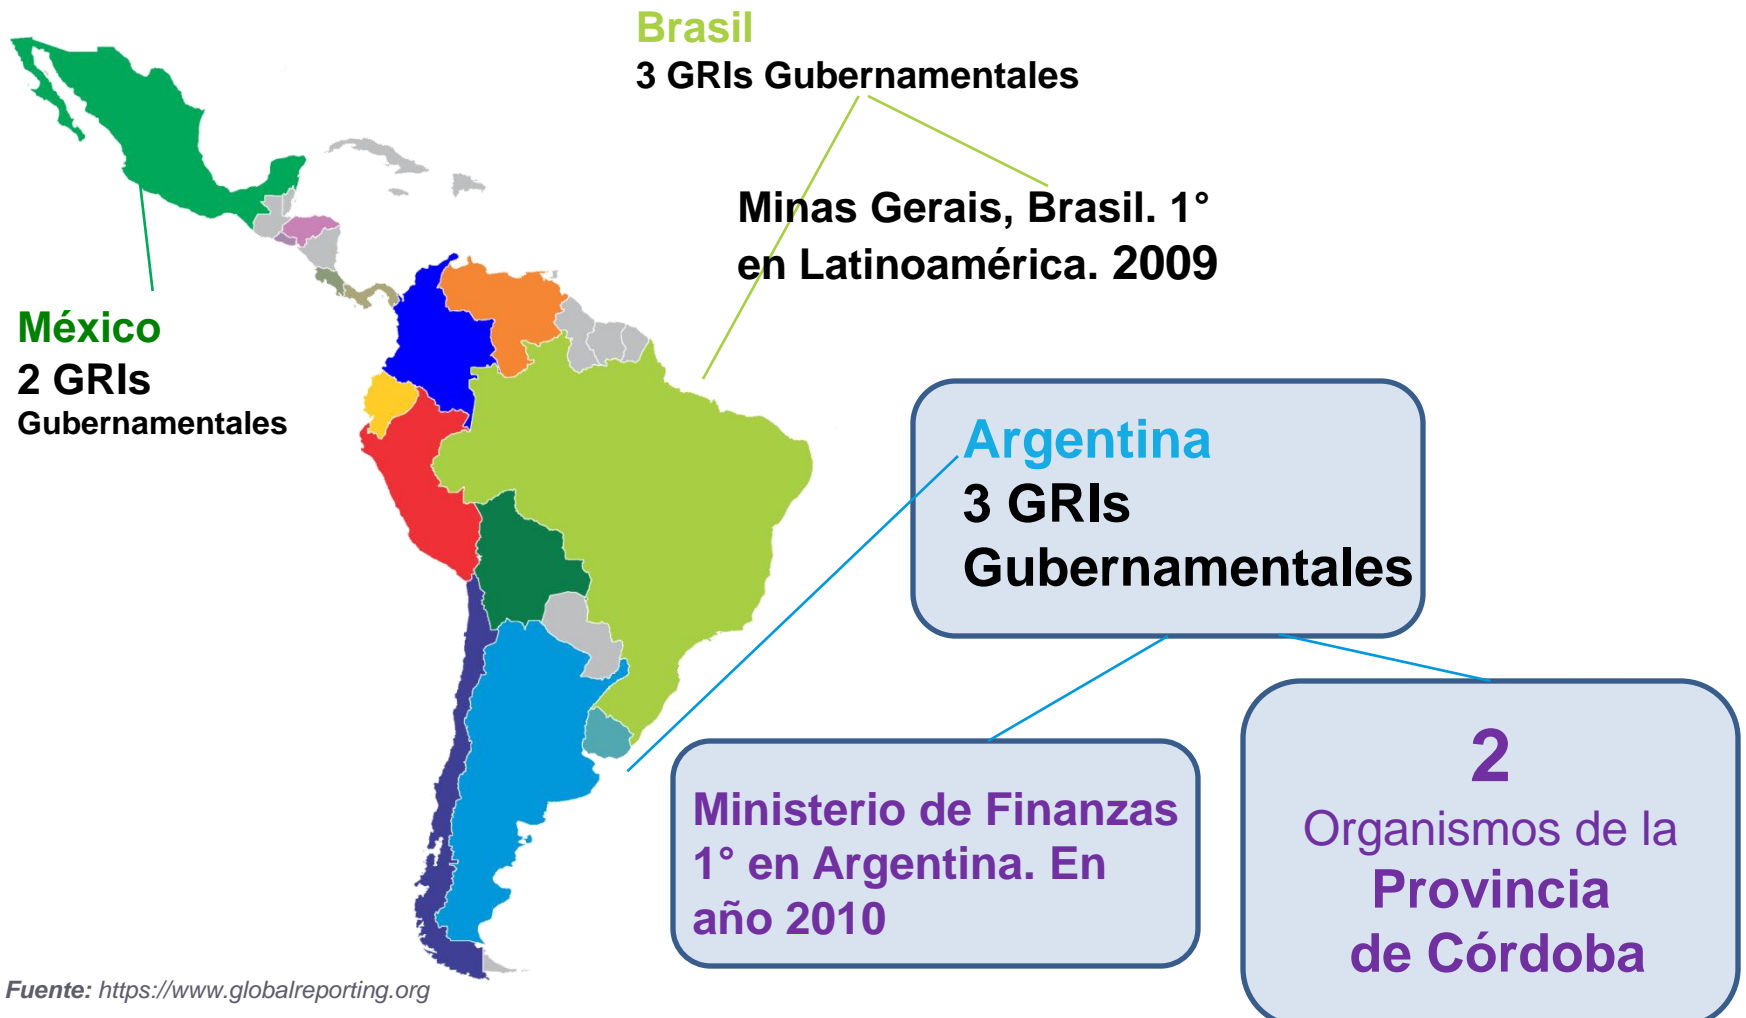 Brasil
3 GRIs Gubernamentales
Minas Gerais, Brasil. 1°
en Latinoamérica. 2009
México
2 GRIs
Gubernamentales
Argentina
3 GRIs
Gubernamentales
Ministerio de Finanzas
1° en Argentina. En
año 2010
2
Organismos de la
Provincia
de Córdoba
Fuente: https://www.globalreporting.org